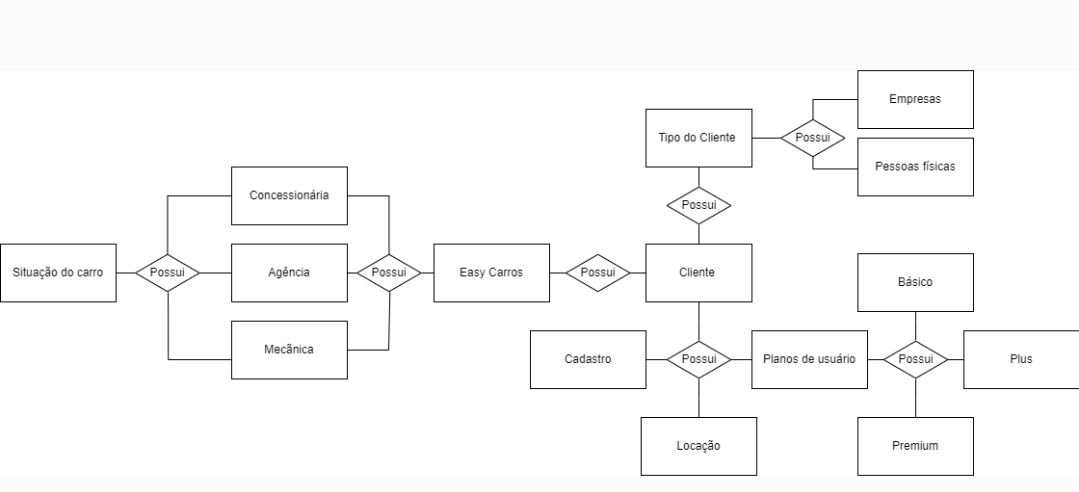 Empresas
Tipo do Cliente
Possui
Pessoas físicas
Concessionária
Possui
Situação do carro
Possui
Agência
Possui
Easy Carros
Possui
Cliente
Básico
Mecãnica
Cadastro
Possui
Planos de usuário
Possui
Plus
Locação
Premium